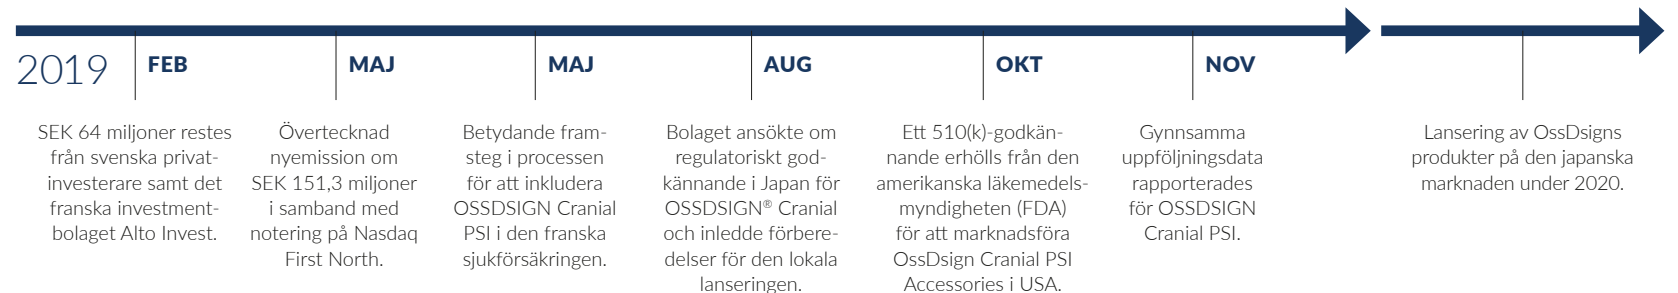 2019
FEB
SEK 64 miljoner restes
från svenska privat-
investerare samt det
franska investment-
bolaget Alto Invest.
MAJ
Övertecknad
nyemission om
SEK 151,3 miljoner
i samband med
notering på Nasdaq
First North.
MAJ
Betydande fram-
steg i processen
för att inkludera
OSSDSIGN Cranial
PSI i den franska
sjukförsäkringen.
AUG
Bolaget ansökte om
regulatoriskt god-
kännande i Japan för
OSSDSIGN® Cranial
och inledde förbere-
delser för den lokala
lanseringen.
OKT
Ett 510(k)-godkän-
nande erhölls från den
amerikanska läkemedels-
myndigheten (FDA)
för att marknadsföra
OssDsign Cranial PSI
Accessories i USA.
NOV
Gynnsamma
uppföljningsdata
rapporterades
för OSSDSIGN
Cranial PSI.
Lansering av OssDsigns
produkter på den japanska
marknaden under 2020.